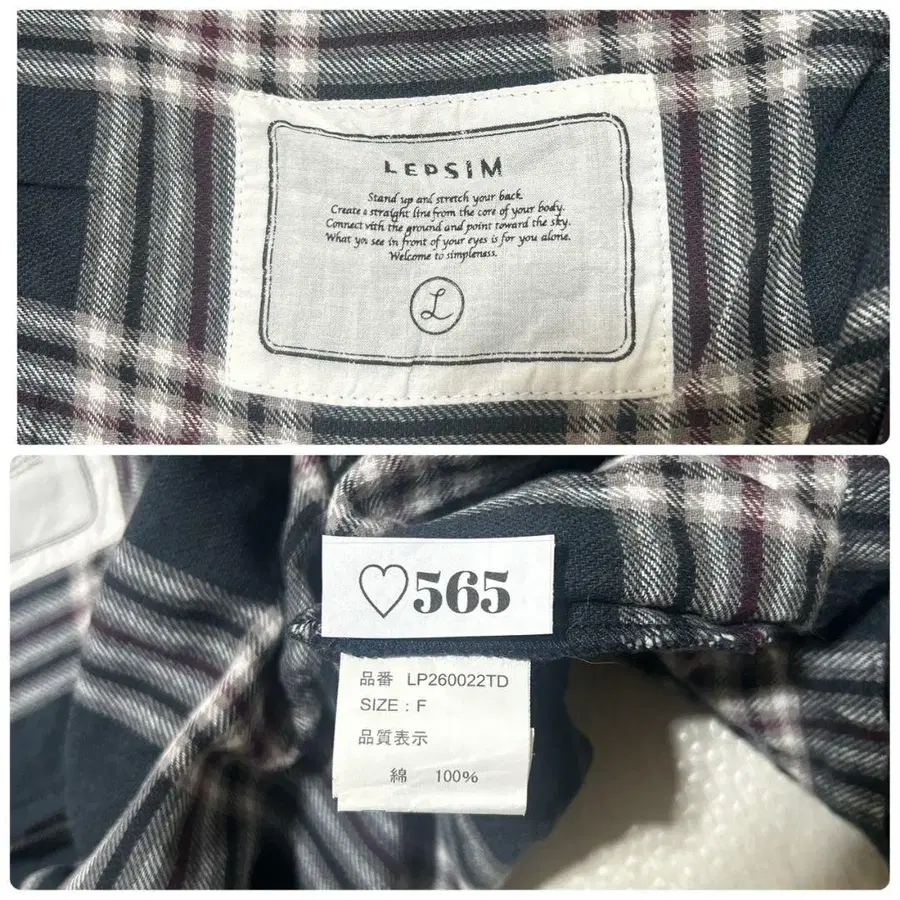 LEPSIM
Stand up and stretch your back.
Create a straight line from the core of your body.
Connect with the ground and point toward the sky.
What you see in front of your eyes is for you alone.
Welcome to simpleness.
L
♡565
品番 LP260022TD
SIZE : F
品質表示
綿 100%